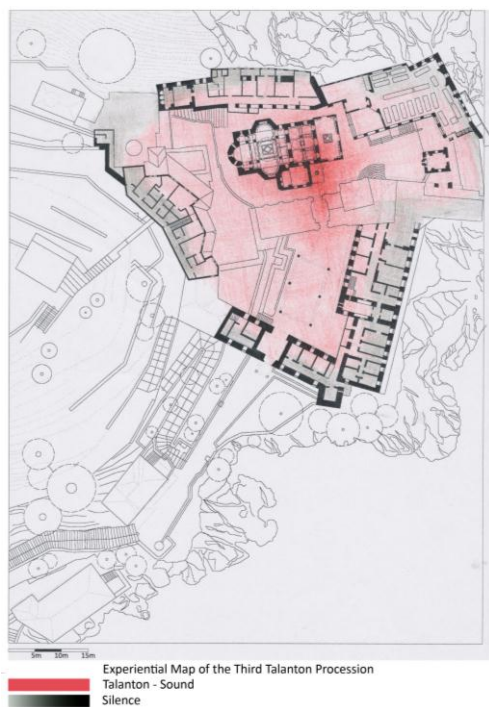 5m 10m 15m
Experiential Map of the Third Talanton Procession
Talanton - Sound
Silence